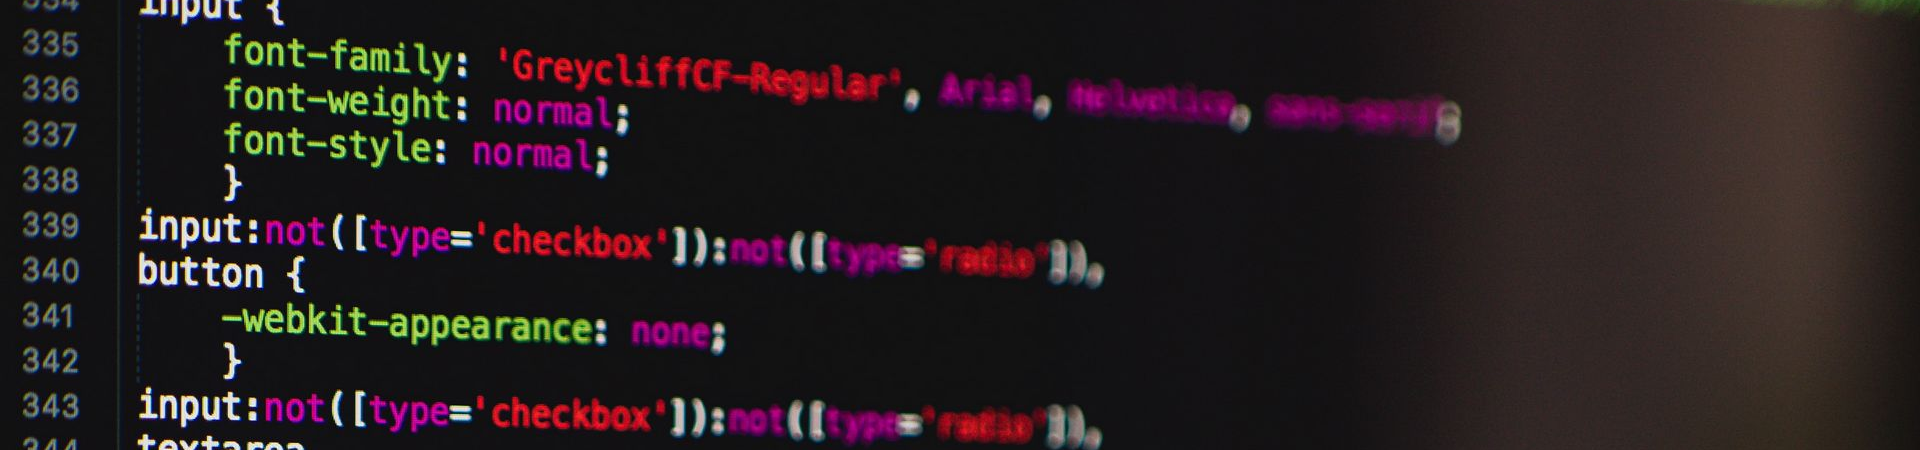 334 input {
335 font-family: 'GreycliffCF-Regular', Arial, Helvetica, sans-serif;
336 font-weight: normal;
337 font-style: normal;
338 }
339 input:not([type='checkbox']):not([type='radio']),
340 button {
341 -webkit-appearance: none;
342 }
343 input:not([type='checkbox']):not([type='radio']),
344 textarea